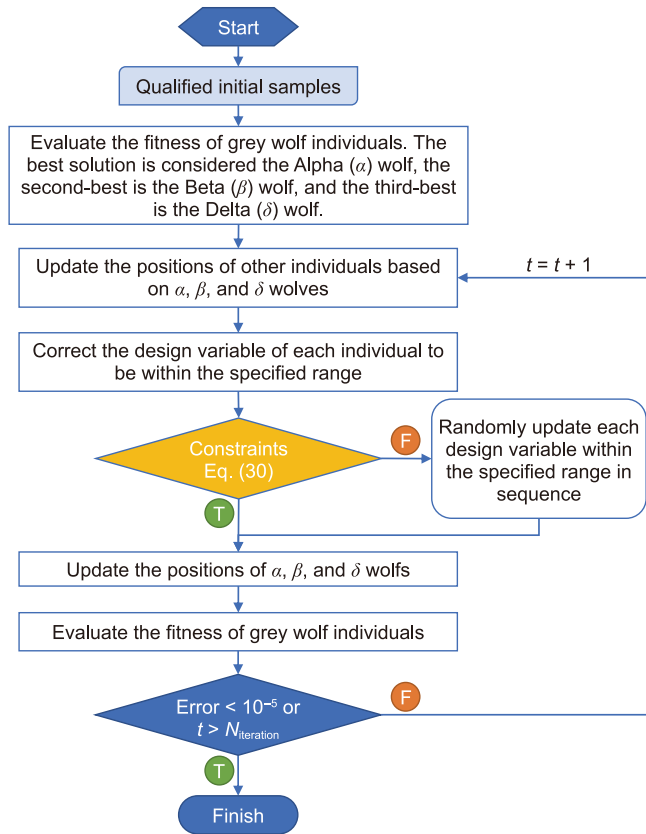 Start
Qualified initial samples
Evaluate the fitness of grey wolf individuals. The
best solution is considered the Alpha (α) wolf, the
second-best is the Beta (β) wolf, and the third-best
is the Delta (δ) wolf.
Update the positions of other individuals based
on α, β, and δ wolves
t = t + 1
Correct the design variable of each individual to
be within the specified range
Constraints
Eq. (30)
F
Randomly update each
design variable within
the specified range in
sequence
T
Update the positions of α, β, and δ wolfs
Evaluate the fitness of grey wolf individuals
Error < 10⁻⁵ or
t > N_iteration
F
T
Finish